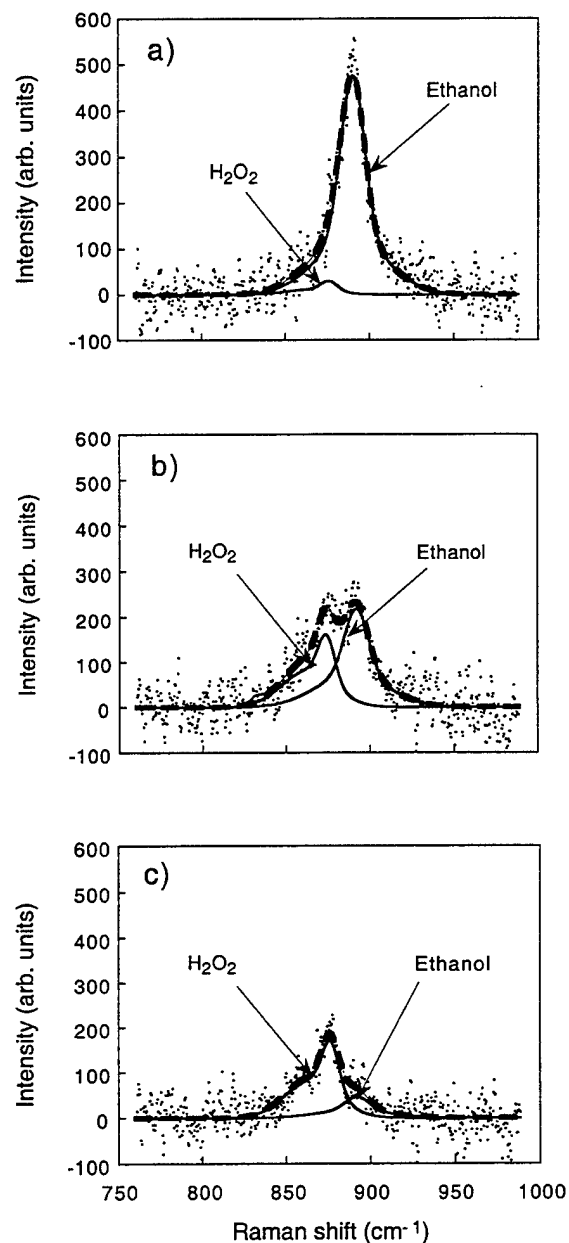 a)
600
500
400
300
200
100
0
-100
Intensity (arb. units)
Ethanol
H2O2
b)
600
500
400
300
200
100
0
-100
Intensity (arb. units)
H2O2
Ethanol
c)
600
500
400
300
200
100
0
-100
Intensity (arb. units)
H2O2
Ethanol
750 800 850 900 950 1000
Raman shift (cm-1)